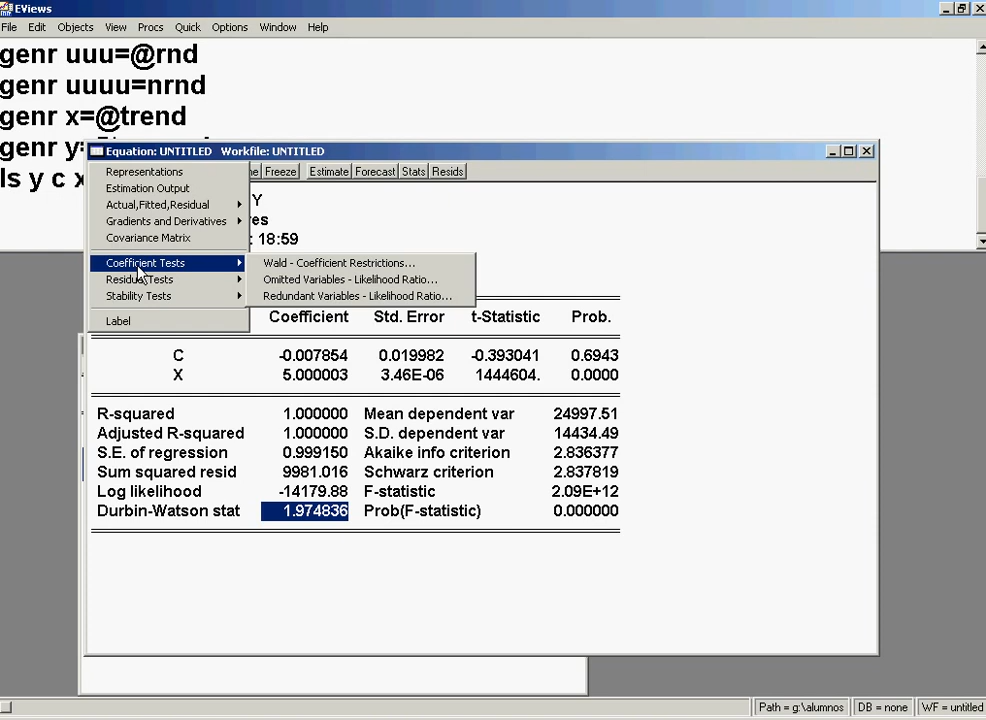 EViews
File Edit Objects View Procs Quick Options Window Help
genr uuu=@rnd
genr uuuu=nrnd
genr x=@trend
genr y=
ls y c x
Equation: UNTITLED Workfile: UNTITLED
Freeze Estimate Forecast Stats Resids
Representations
Estimation Output
Actual,Fitted,Residual
Gradients and Derivatives
Covariance Matrix
Coefficient Tests
Residual Tests
Stability Tests
Label
Y
res
: 18:59
Wald - Coefficient Restrictions...
Omitted Variables - Likelihood Ratio...
Redundant Variables - Likelihood Ratio...
Coefficient Std. Error t-Statistic Prob.
C -0.007854 0.019982 -0.393041 0.6943
X 5.000003 3.46E-06 1444604. 0.0000
R-squared 1.000000 Mean dependent var 24997.51
Adjusted R-squared 1.000000 S.D. dependent var 14434.49
S.E. of regression 0.999150 Akaike info criterion 2.836377
Sum squared resid 9981.016 Schwarz criterion 2.837819
Log likelihood -14179.88 F-statistic 2.09E+12
Durbin-Watson stat 1.974836 Prob(F-statistic) 0.000000
Path = g:\alumnos DB = none WF = untitled